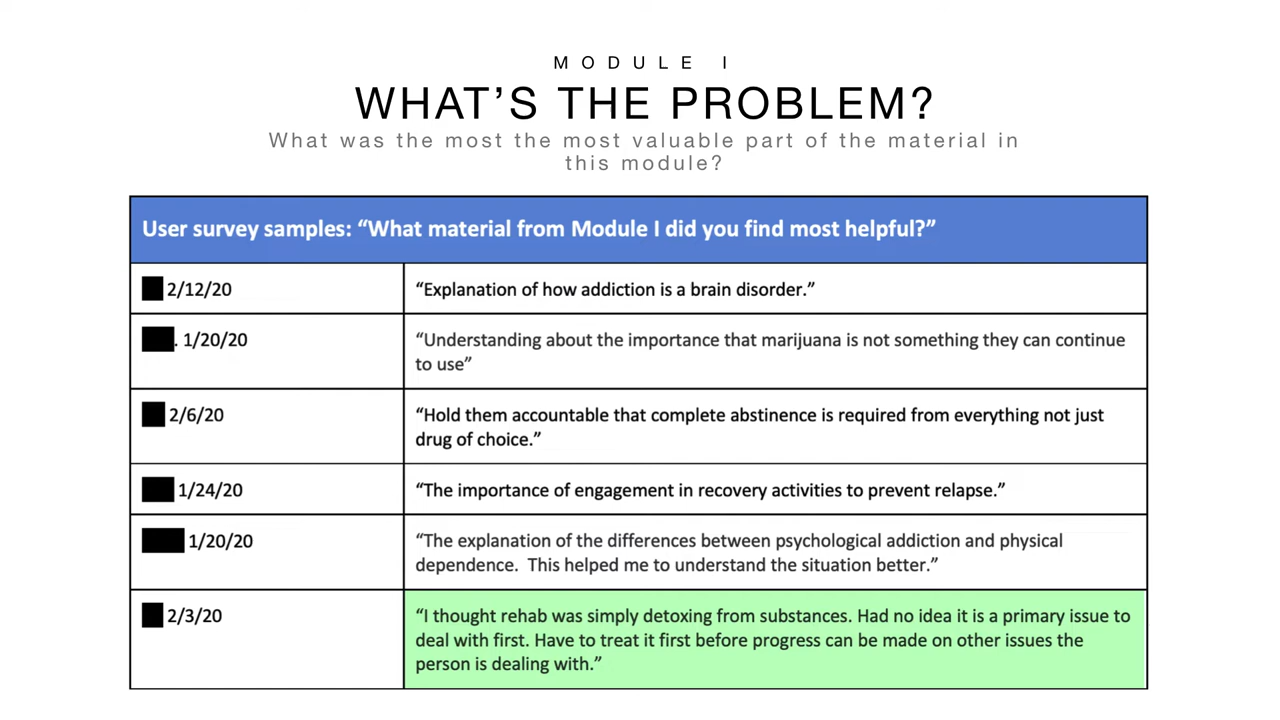 MODULE I
WHAT’S THE PROBLEM?
What was the most the most valuable part of the material in
this module?
User survey samples: “What material from Module I did you find most helpful?”
2/12/20
“Explanation of how addiction is a brain disorder.”
. 1/20/20
“Understanding about the importance that marijuana is not something they can continue
to use”
2/6/20
“Hold them accountable that complete abstinence is required from everything not just
drug of choice.”
1/24/20
“The importance of engagement in recovery activities to prevent relapse.”
1/20/20
“The explanation of the differences between psychological addiction and physical
dependence.  This helped me to understand the situation better.”
2/3/20
“I thought rehab was simply detoxing from substances. Had no idea it is a primary issue to
deal with first. Have to treat it first before progress can be made on other issues the
person is dealing with.”